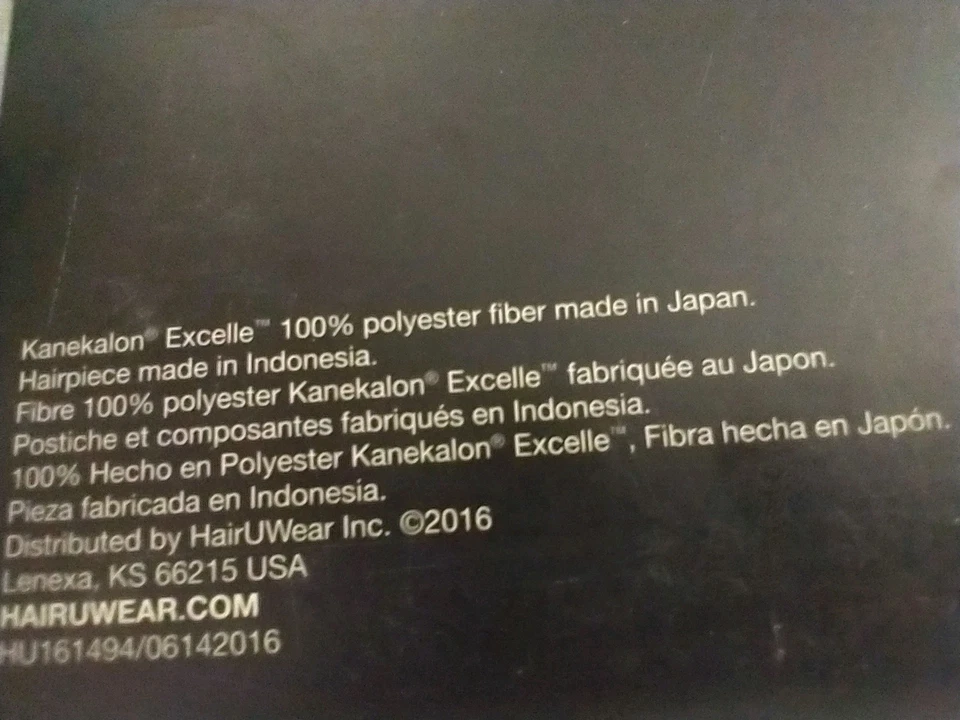 Kanekalon® Excelle™ 100% polyester fiber made in Japan.
Hairpiece made in Indonesia.
Fibre 100% polyester Kanekalon® Excelle™ fabriquée au Japon.
Postiche et composantes fabriqués en Indonesia.
100% Hecho en Polyester Kanekalon® Excelle™, Fibra hecha en Japón.
Pieza fabricada en Indonesia.
Distributed by HairUWear Inc. ©2016
Lenexa, KS 66215 USA
HAIRUWEAR.COM
HU161494/06142016